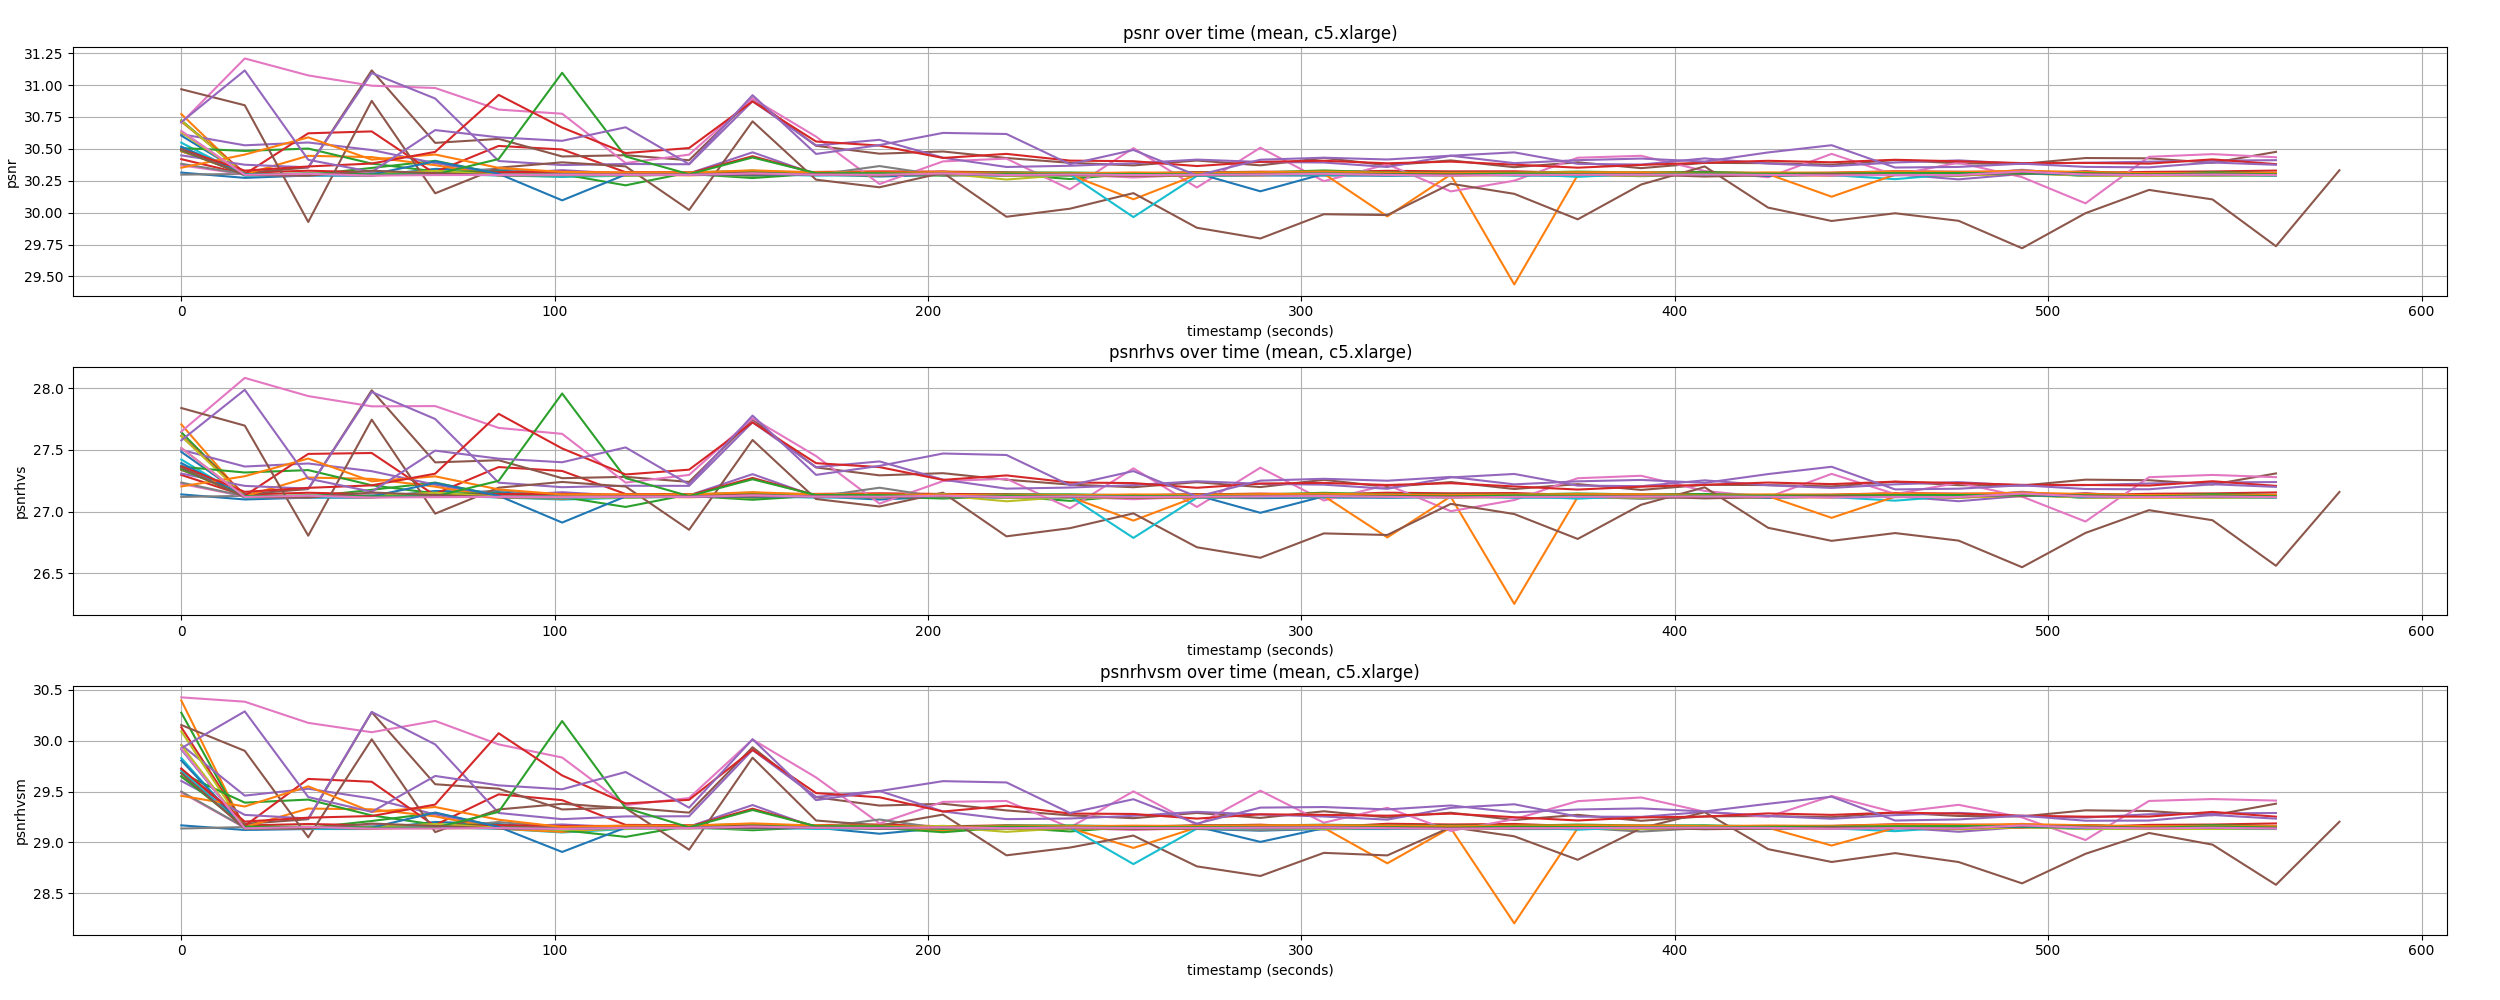 psnr over time (mean, c5.xlarge)
psnr
31.25
31.00
30.75
30.50
30.25
30.00
29.75
29.50
0 100 200 300 400 500 600
timestamp (seconds)
psnrhvs over time (mean, c5.xlarge)
psnrhvs
28.0
27.5
27.0
26.5
0 100 200 300 400 500 600
timestamp (seconds)
psnrhvsm over time (mean, c5.xlarge)
psnrhvsm
30.5
30.0
29.5
29.0
28.5
0 100 200 300 400 500 600
timestamp (seconds)